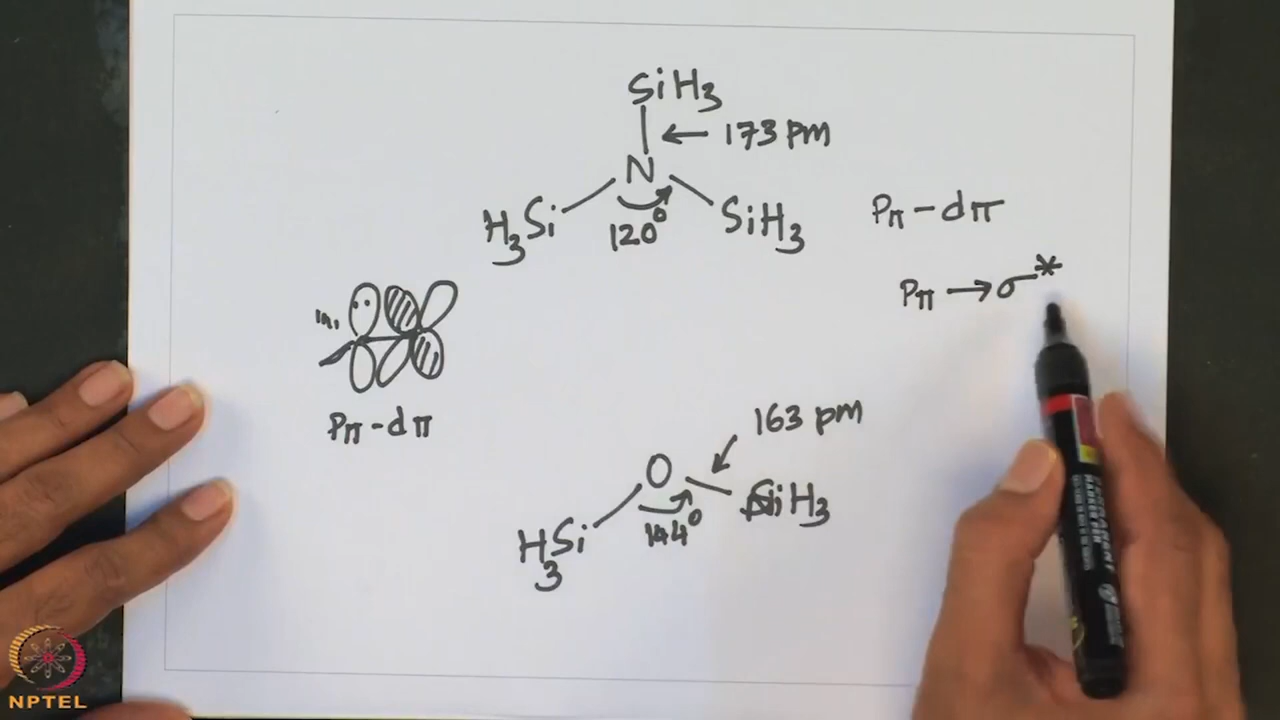 SiH3
173 pm
N
H3Si
120°
SiH3
Pπ - dπ
Pπ → σ*
Pπ - dπ
163 pm
O
H3Si
144°
SiH3
NPTEL